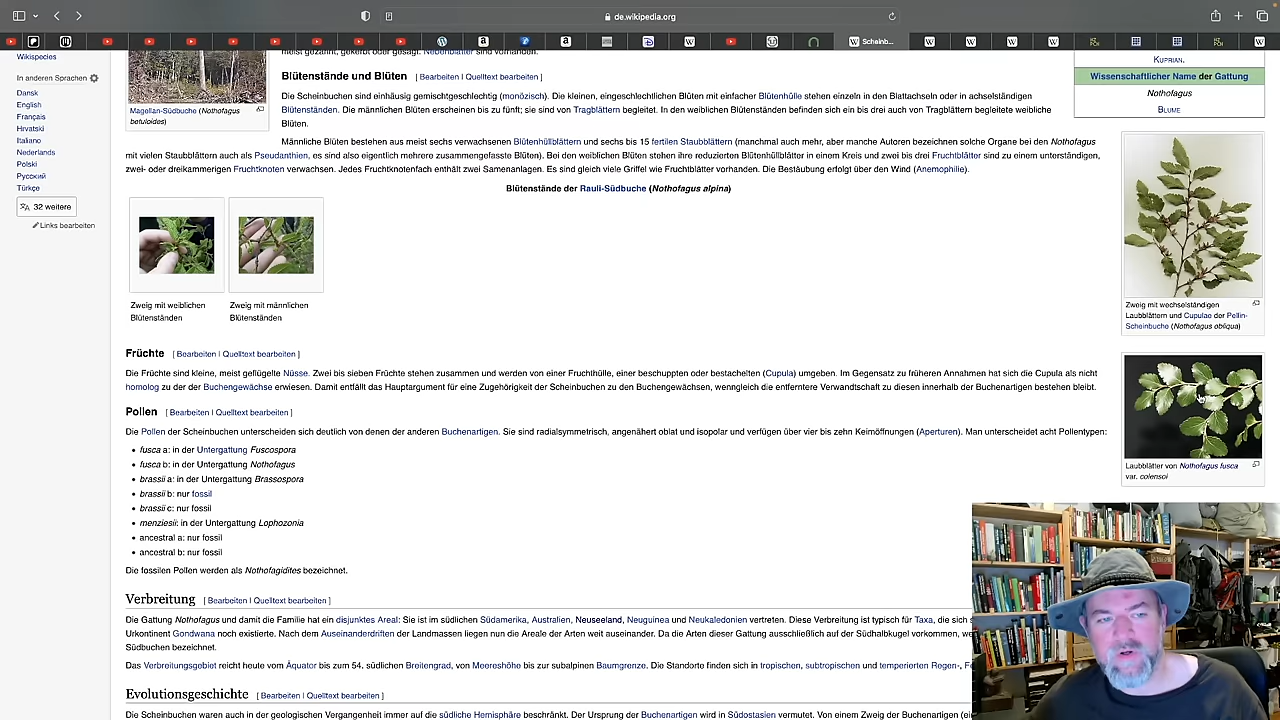 de.wikipedia.org
Scheinb...
Wikispecies
In anderen Sprachen
Dansk
English
Français
Hrvatski
Italiano
Nederlands
Polski
Русский
Türkçe
32 weitere
Links bearbeiten
Magellan-Südbuche (Nothofagus
betuloides)
meist gezähnt, gekerbt oder gesägt. Nebenblätter sind vorhanden.
Blütenstände und Blüten [ Bearbeiten | Quelltext bearbeiten ]
Die Scheinbuchen sind einhäusig gemischtgeschlechtig (monözisch). Die kleinen, eingeschlechtlichen Blüten mit einfacher Blütenhülle stehen einzeln in den Blattachseln oder in achselständigen
Blütenständen. Die männlichen Blüten erscheinen bis zu fünft; sie sind von Tragblättern begleitet. In den weiblichen Blütenständen befinden sich ein bis drei auch von Tragblättern begleitete weibliche
Blüten.
Männliche Blüten bestehen aus meist sechs verwachsenen Blütenhüllblättern und sechs bis 15 fertilen Staubblättern (manchmal auch mehr, aber manche Autoren bezeichnen solche Organe bei den Nothofagus
mit vielen Staubblättern auch als Pseudanthien, es sind also eigentlich mehrere zusammengefasste Blüten). Bei den weiblichen Blüten stehen ihre reduzierten Blütenhüllblätter in einem Kreis und zwei bis drei Fruchtblätter sind zu einem unterständigen,
zwei- oder dreikammerigen Fruchtknoten verwachsen. Jedes Fruchtknotenfach enthält zwei Samenanlagen. Es sind gleich viele Griffel wie Fruchtblätter vorhanden. Die Bestäubung erfolgt über den Wind (Anemophilie).
Blütenstände der Rauli-Südbuche (Nothofagus alpina)
Zweig mit weiblichen
Blütenständen
Zweig mit männlichen
Blütenständen
Früchte [ Bearbeiten | Quelltext bearbeiten ]
Die Früchte sind kleine, meist geflügelte Nüsse. Zwei bis sieben Früchte stehen zusammen und werden von einer Fruchthülle, einer beschuppten oder bestachelten (Cupula) umgeben. Im Gegensatz zu früheren Annahmen hat sich die Cupula als nicht
homolog zu der der Buchengewächse erwiesen. Damit entfällt das Hauptargument für eine Zugehörigkeit der Scheinbuchen zu den Buchengewächsen, wenngleich die entferntere Verwandtschaft zu diesen innerhalb der Buchenartigen bestehen bleibt.
Pollen [ Bearbeiten | Quelltext bearbeiten ]
Die Pollen der Scheinbuchen unterscheiden sich deutlich von denen der anderen Buchenartigen. Sie sind radialsymmetrisch, angenähert oblat und isopolar und verfügen über vier bis zehn Keimöffnungen (Aperturen). Man unterscheidet acht Pollentypen:
fusca a: in der Untergattung Fuscospora
fusca b: in der Untergattung Nothofagus
brassii a: in der Untergattung Brassospora
brassii b: nur fossil
brassii c: nur fossil
menziesii: in der Untergattung Lophozonia
ancestral a: nur fossil
ancestral b: nur fossil
Die fossilen Pollen werden als Nothofagidites bezeichnet.
Verbreitung [ Bearbeiten | Quelltext bearbeiten ]
Die Gattung Nothofagus und damit die Familie hat ein disjunktes Areal: Sie ist im südlichen Südamerika, Australien, Neuseeland, Neuguinea und Neukaledonien vertreten. Diese Verbreitung ist typisch für Taxa, die sich s
Urkontinent Gondwana noch existierte. Nach dem Auseinanderdriften der Landmassen liegen nun die Areale der Arten weit auseinander. Da die Arten dieser Gattung ausschließlich auf der Südhalbkugel vorkommen, we
Südbuchen bezeichnet.
Das Verbreitungsgebiet reicht heute vom Äquator bis zum 54. südlichen Breitengrad, von Meereshöhe bis zur subalpinen Baumgrenze. Die Standorte finden sich in tropischen, subtropischen und temperierten Regen-, Fe
Evolutionsgeschichte [ Bearbeiten | Quelltext bearbeiten ]
Die Scheinbuchen waren auch in der geologischen Vergangenheit immer auf die südliche Hemisphäre beschränkt. Der Ursprung der Buchenartigen wird in Südostasien vermutet. Von einem Zweig der Buchenartigen (ei
Kuprian.
Wissenschaftlicher Name der Gattung
Nothofagus
Blume
Zweig mit wechselständigen
Laubblättern und Cupulae der Pellin-
Scheinbuche (Nothofagus obliqua)
Laubblätter von Nothofagus fusca
var. colensoi